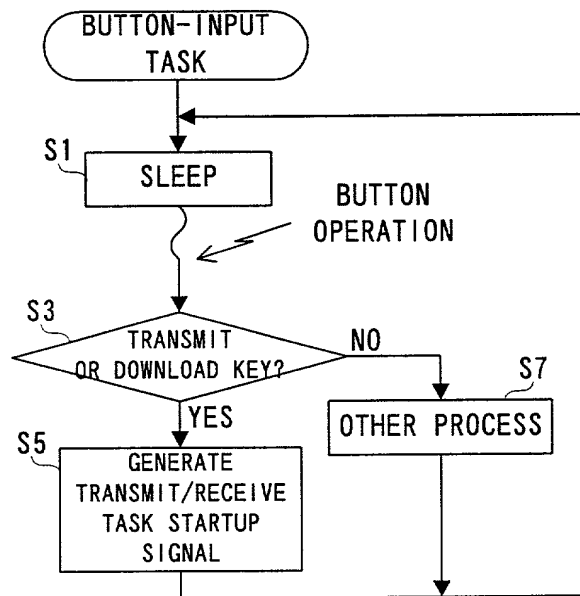 BUTTON-INPUT
TASK
S1
SLEEP
BUTTON
OPERATION
S3
TRANSMIT
OR DOWNLOAD KEY?
NO
YES
S7
OTHER PROCESS
S5
GENERATE
TRANSMIT/RECEIVE
TASK STARTUP
SIGNAL